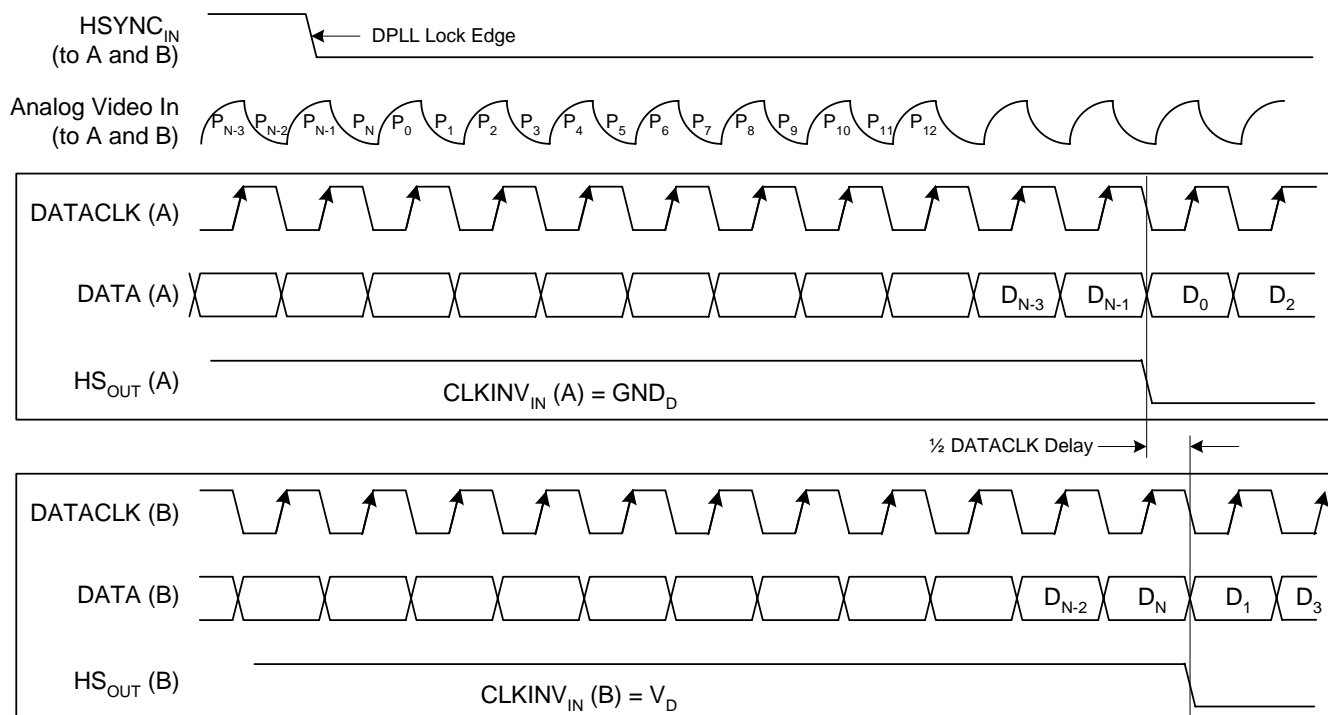 HSYNC_IN
(to A and B)
DPLL Lock Edge
Analog Video In
(to A and B)
P_N-3 P_N-2 P_N-1 P_N P_0 P_1 P_2 P_3 P_4 P_5 P_6 P_7 P_8 P_9 P_10 P_11 P_12
DATACLK (A)
DATA (A)
D_N-3 D_N-1 D_0 D_2
HS_OUT (A)
CLKINV_IN (A) = GND_D
½ DATACLK Delay
DATACLK (B)
DATA (B)
D_N-2 D_N D_1 D_3
HS_OUT (B)
CLKINV_IN (B) = V_D